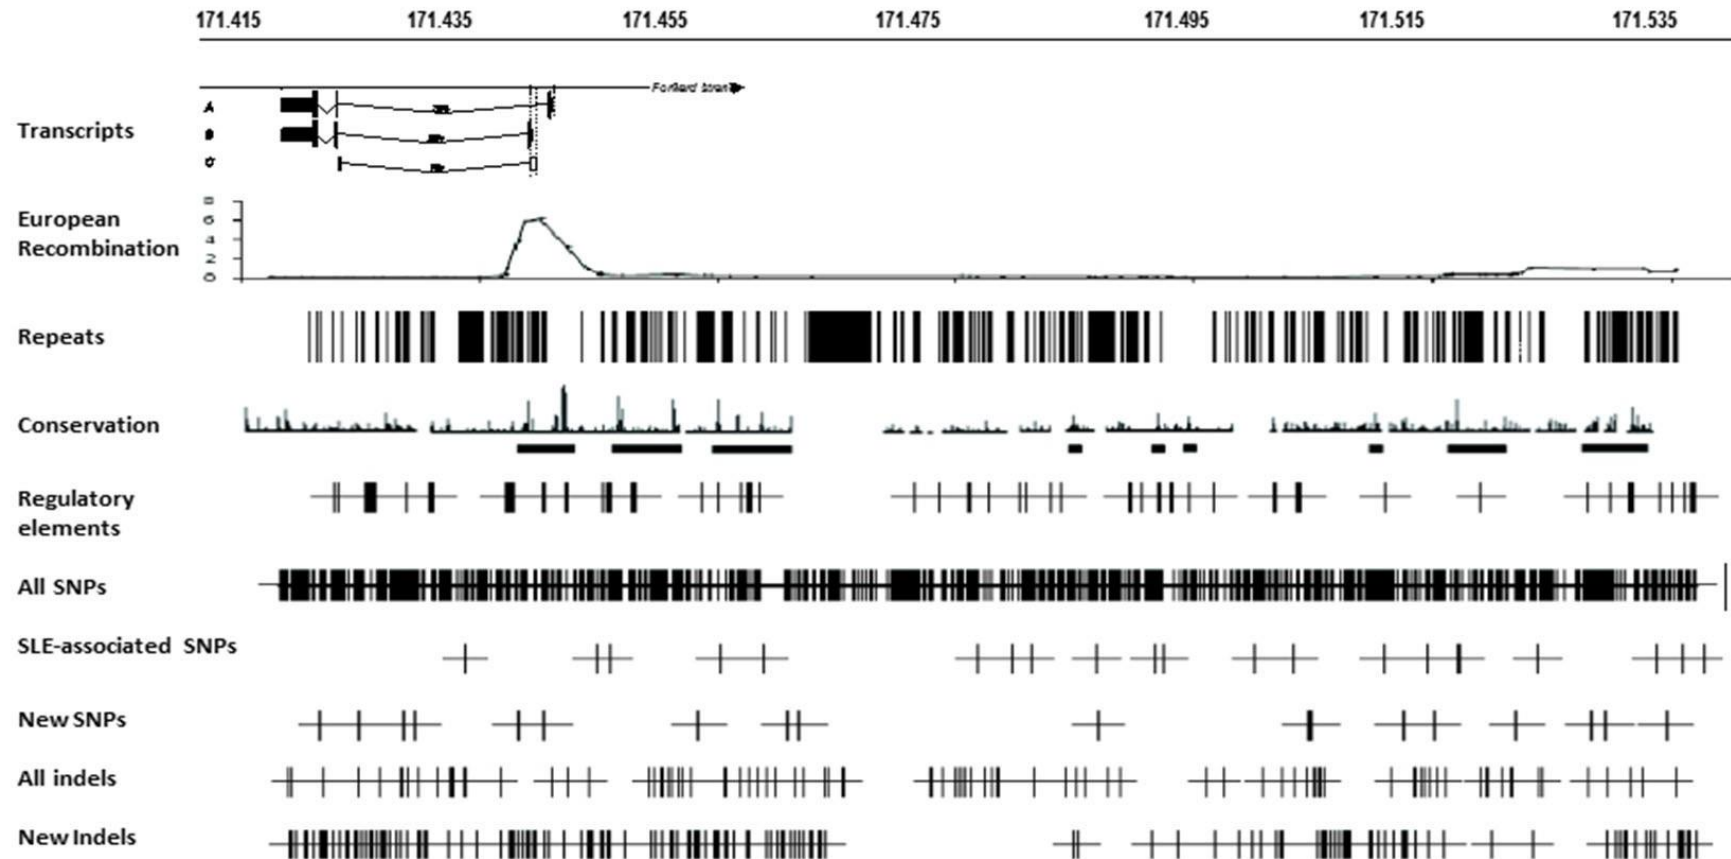 171.415 171.435 171.455 171.475 171.495 171.515 171.535
Forward
A
Transcripts
B
C
European
Recombination
8
6
4
2
0
Repeats
Conservation
Regulatory
elements
All SNPs
SLE-associated SNPs
New SNPs
All indels
New Indels